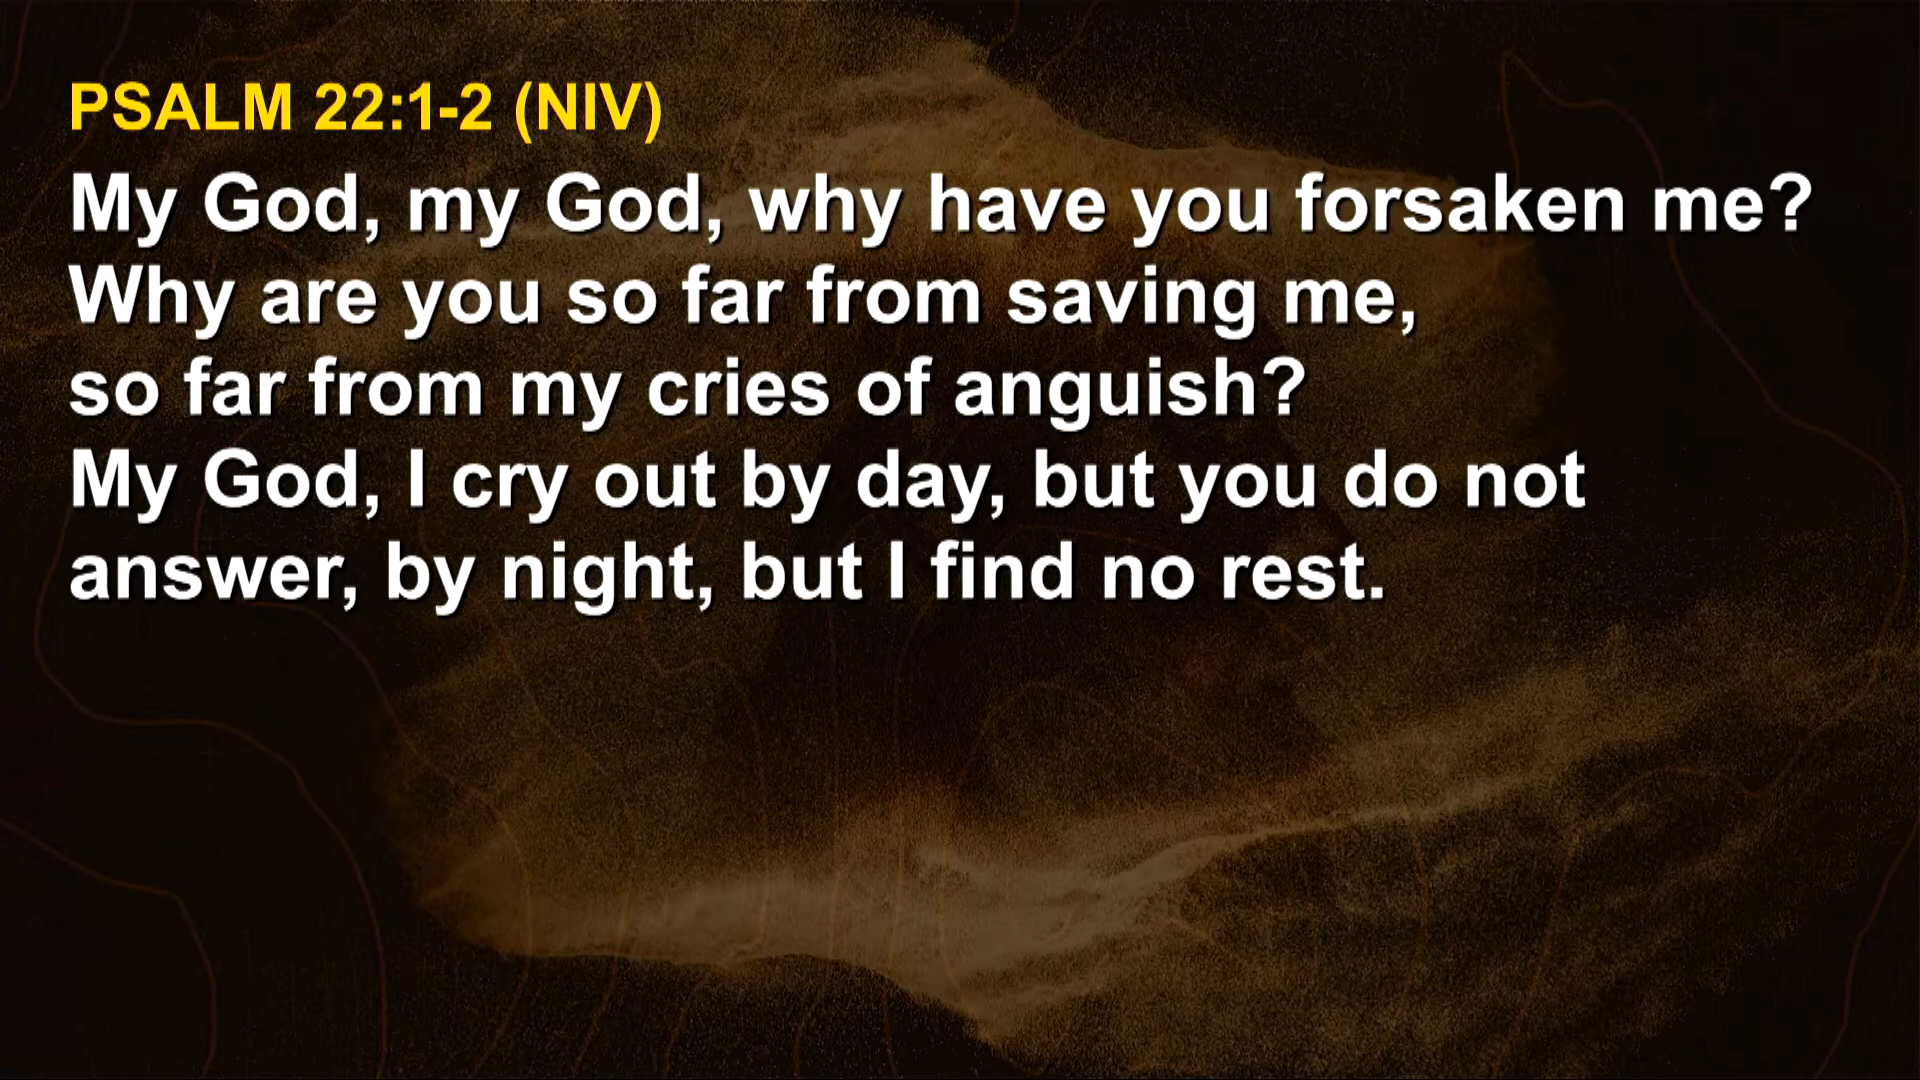 PSALM 22:1-2 (NIV)
My God, my God, why have you forsaken me?
Why are you so far from saving me,
so far from my cries of anguish?
My God, I cry out by day, but you do not
answer, by night, but I find no rest.